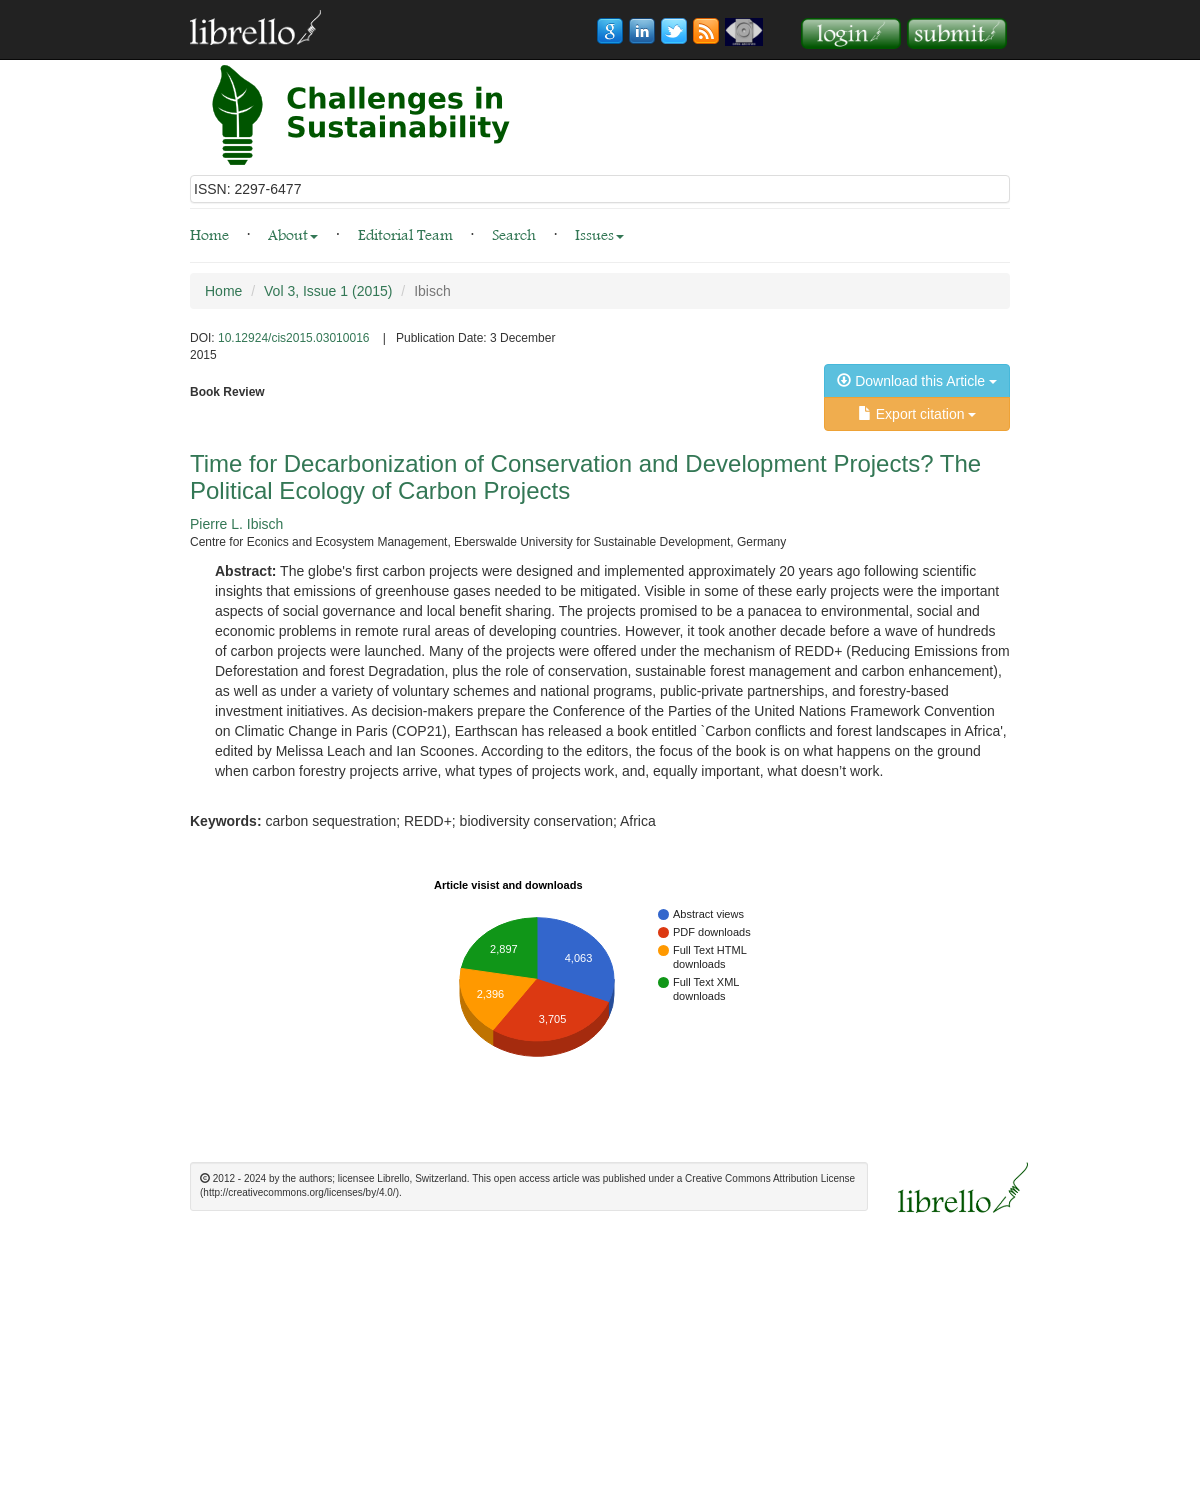 librello
login
submit
Challenges in
Sustainability
ISSN: 2297-6477
Home · About · Editorial Team · Search · Issues
Home / Vol 3, Issue 1 (2015) / Ibisch
DOI: 10.12924/cis2015.03010016 | Publication Date: 3 December
2015
Book Review
Download this Article
Export citation
Time for Decarbonization of Conservation and Development Projects? The
Political Ecology of Carbon Projects
Pierre L. Ibisch
Centre for Econics and Ecosystem Management, Eberswalde University for Sustainable Development, Germany
Abstract: The globe's first carbon projects were designed and implemented approximately 20 years ago following scientific
insights that emissions of greenhouse gases needed to be mitigated. Visible in some of these early projects were the important
aspects of social governance and local benefit sharing. The projects promised to be a panacea to environmental, social and
economic problems in remote rural areas of developing countries. However, it took another decade before a wave of hundreds
of carbon projects were launched. Many of the projects were offered under the mechanism of REDD+ (Reducing Emissions from
Deforestation and forest Degradation, plus the role of conservation, sustainable forest management and carbon enhancement),
as well as under a variety of voluntary schemes and national programs, public-private partnerships, and forestry-based
investment initiatives. As decision-makers prepare the Conference of the Parties of the United Nations Framework Convention
on Climatic Change in Paris (COP21), Earthscan has released a book entitled `Carbon conflicts and forest landscapes in Africa',
edited by Melissa Leach and Ian Scoones. According to the editors, the focus of the book is on what happens on the ground
when carbon forestry projects arrive, what types of projects work, and, equally important, what doesn’t work.
Keywords: carbon sequestration; REDD+; biodiversity conservation; Africa
Article visist and downloads
4,063
3,705
2,396
2,897
Abstract views
PDF downloads
Full Text HTML
downloads
Full Text XML
downloads
© 2012 - 2024 by the authors; licensee Librello, Switzerland. This open access article was published under a Creative Commons Attribution License
(http://creativecommons.org/licenses/by/4.0/).
librello